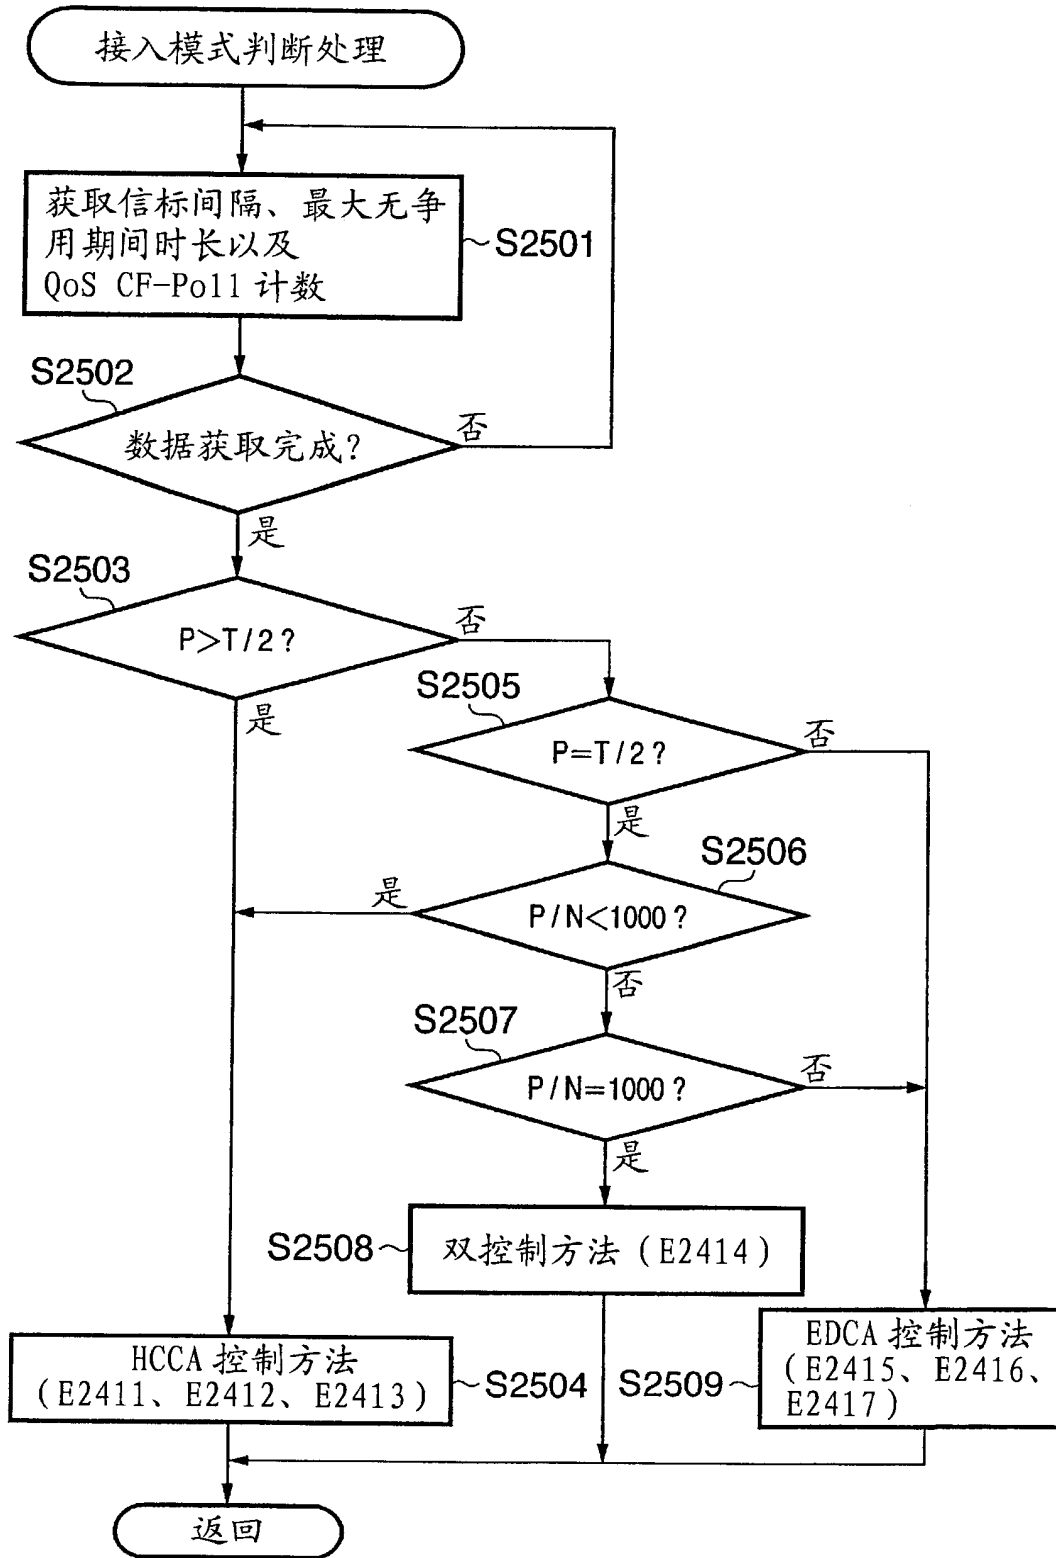 接入模式判断处理
获取信标间隔、最大无争
用期间时长以及
QoS CF-Poll 计数
S2501
S2502
数据获取完成？
否
是
S2503
P>T/2？
否
是
S2505
P=T/2？
否
是
S2506
P/N<1000？
是
否
S2507
P/N=1000？
否
是
S2508
双控制方法（E2414）
HCCA 控制方法
（E2411、E2412、E2413）
S2504
S2509
EDCA 控制方法
（E2415、E2416、
E2417）
返回